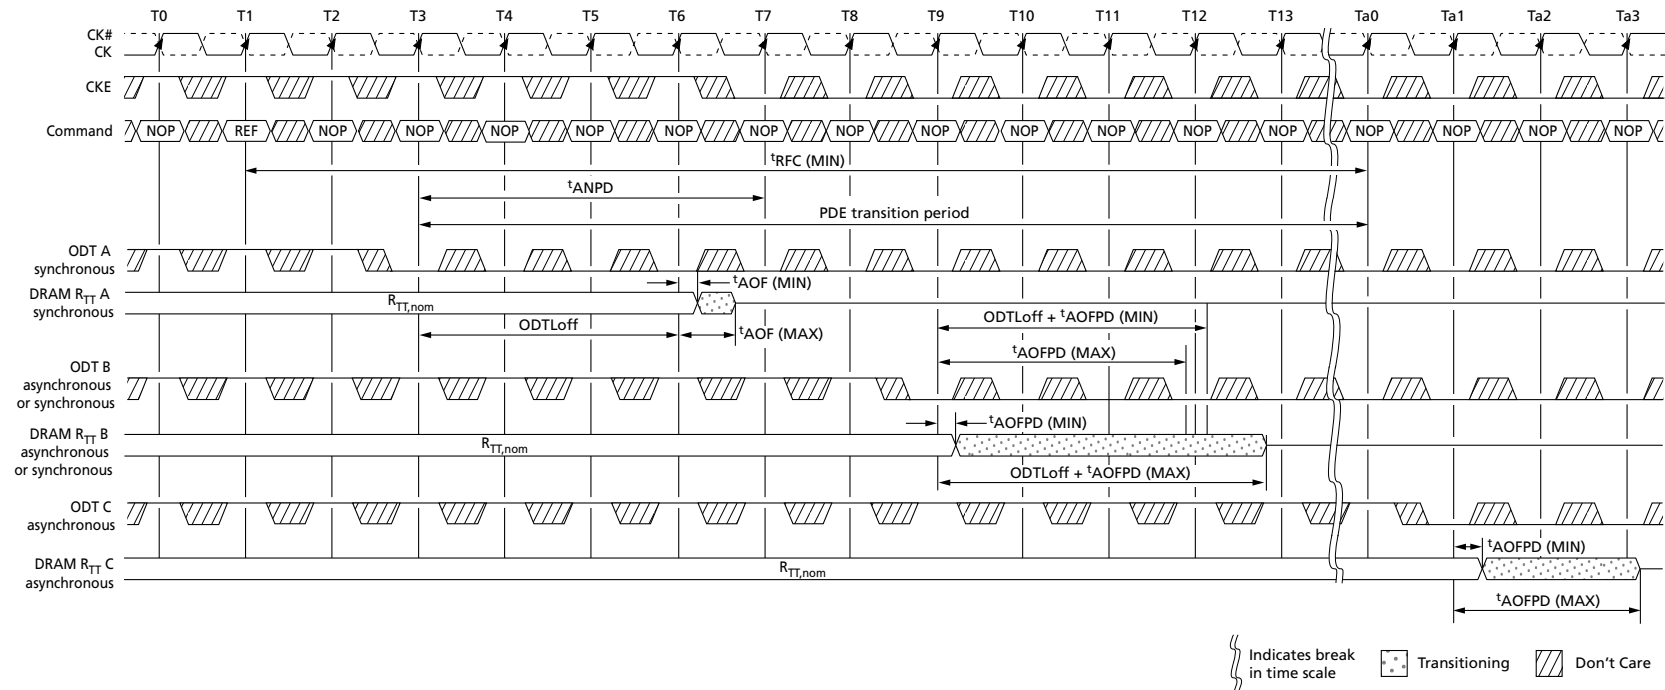 T0 T1 T2 T3 T4 T5 T6 T7 T8 T9 T10 T11 T12 T13 Ta0 Ta1 Ta2 Ta3
CK#
CK
CKE
Command NOP REF NOP NOP NOP NOP NOP NOP NOP NOP NOP NOP NOP NOP NOP NOP NOP NOP
tRFC (MIN)
tANPD
PDE transition period
ODT A
synchronous
tAOF (MIN)
DRAM RTT A
synchronous
RTT,nom
ODTLoff
tAOF (MAX)
ODTLoff + tAOFPD (MIN)
tAOFPD (MAX)
ODT B
asynchronous
or synchronous
tAOFPD (MIN)
DRAM RTT B
asynchronous
or synchronous
RTT,nom
ODTLoff + tAOFPD (MAX)
ODT C
asynchronous
tAOFPD (MIN)
DRAM RTT C
asynchronous
RTT,nom
tAOFPD (MAX)
Indicates break
in time scale
Transitioning
Don't Care